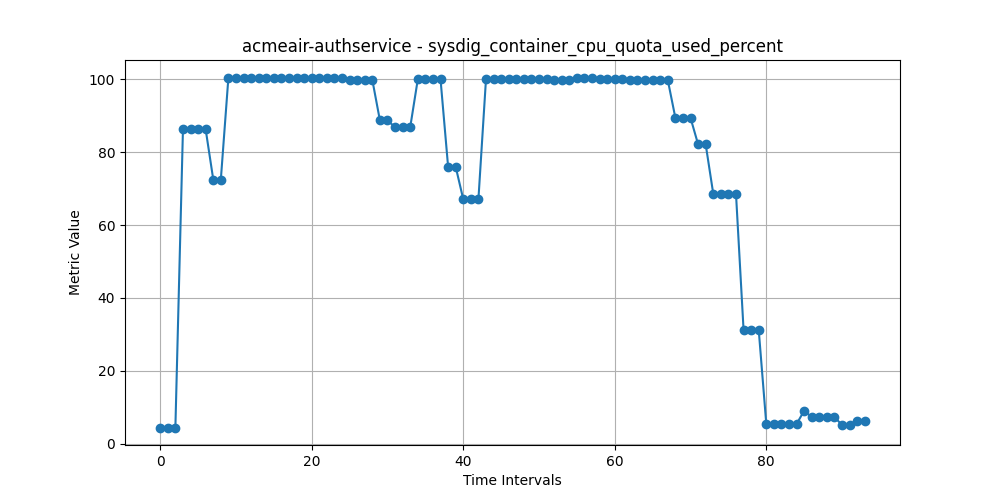 acmeair-authservice - sysdig_container_cpu_quota_used_percent
100
80
60
40
20
0
Metric Value
0 20 40 60 80
Time Intervals